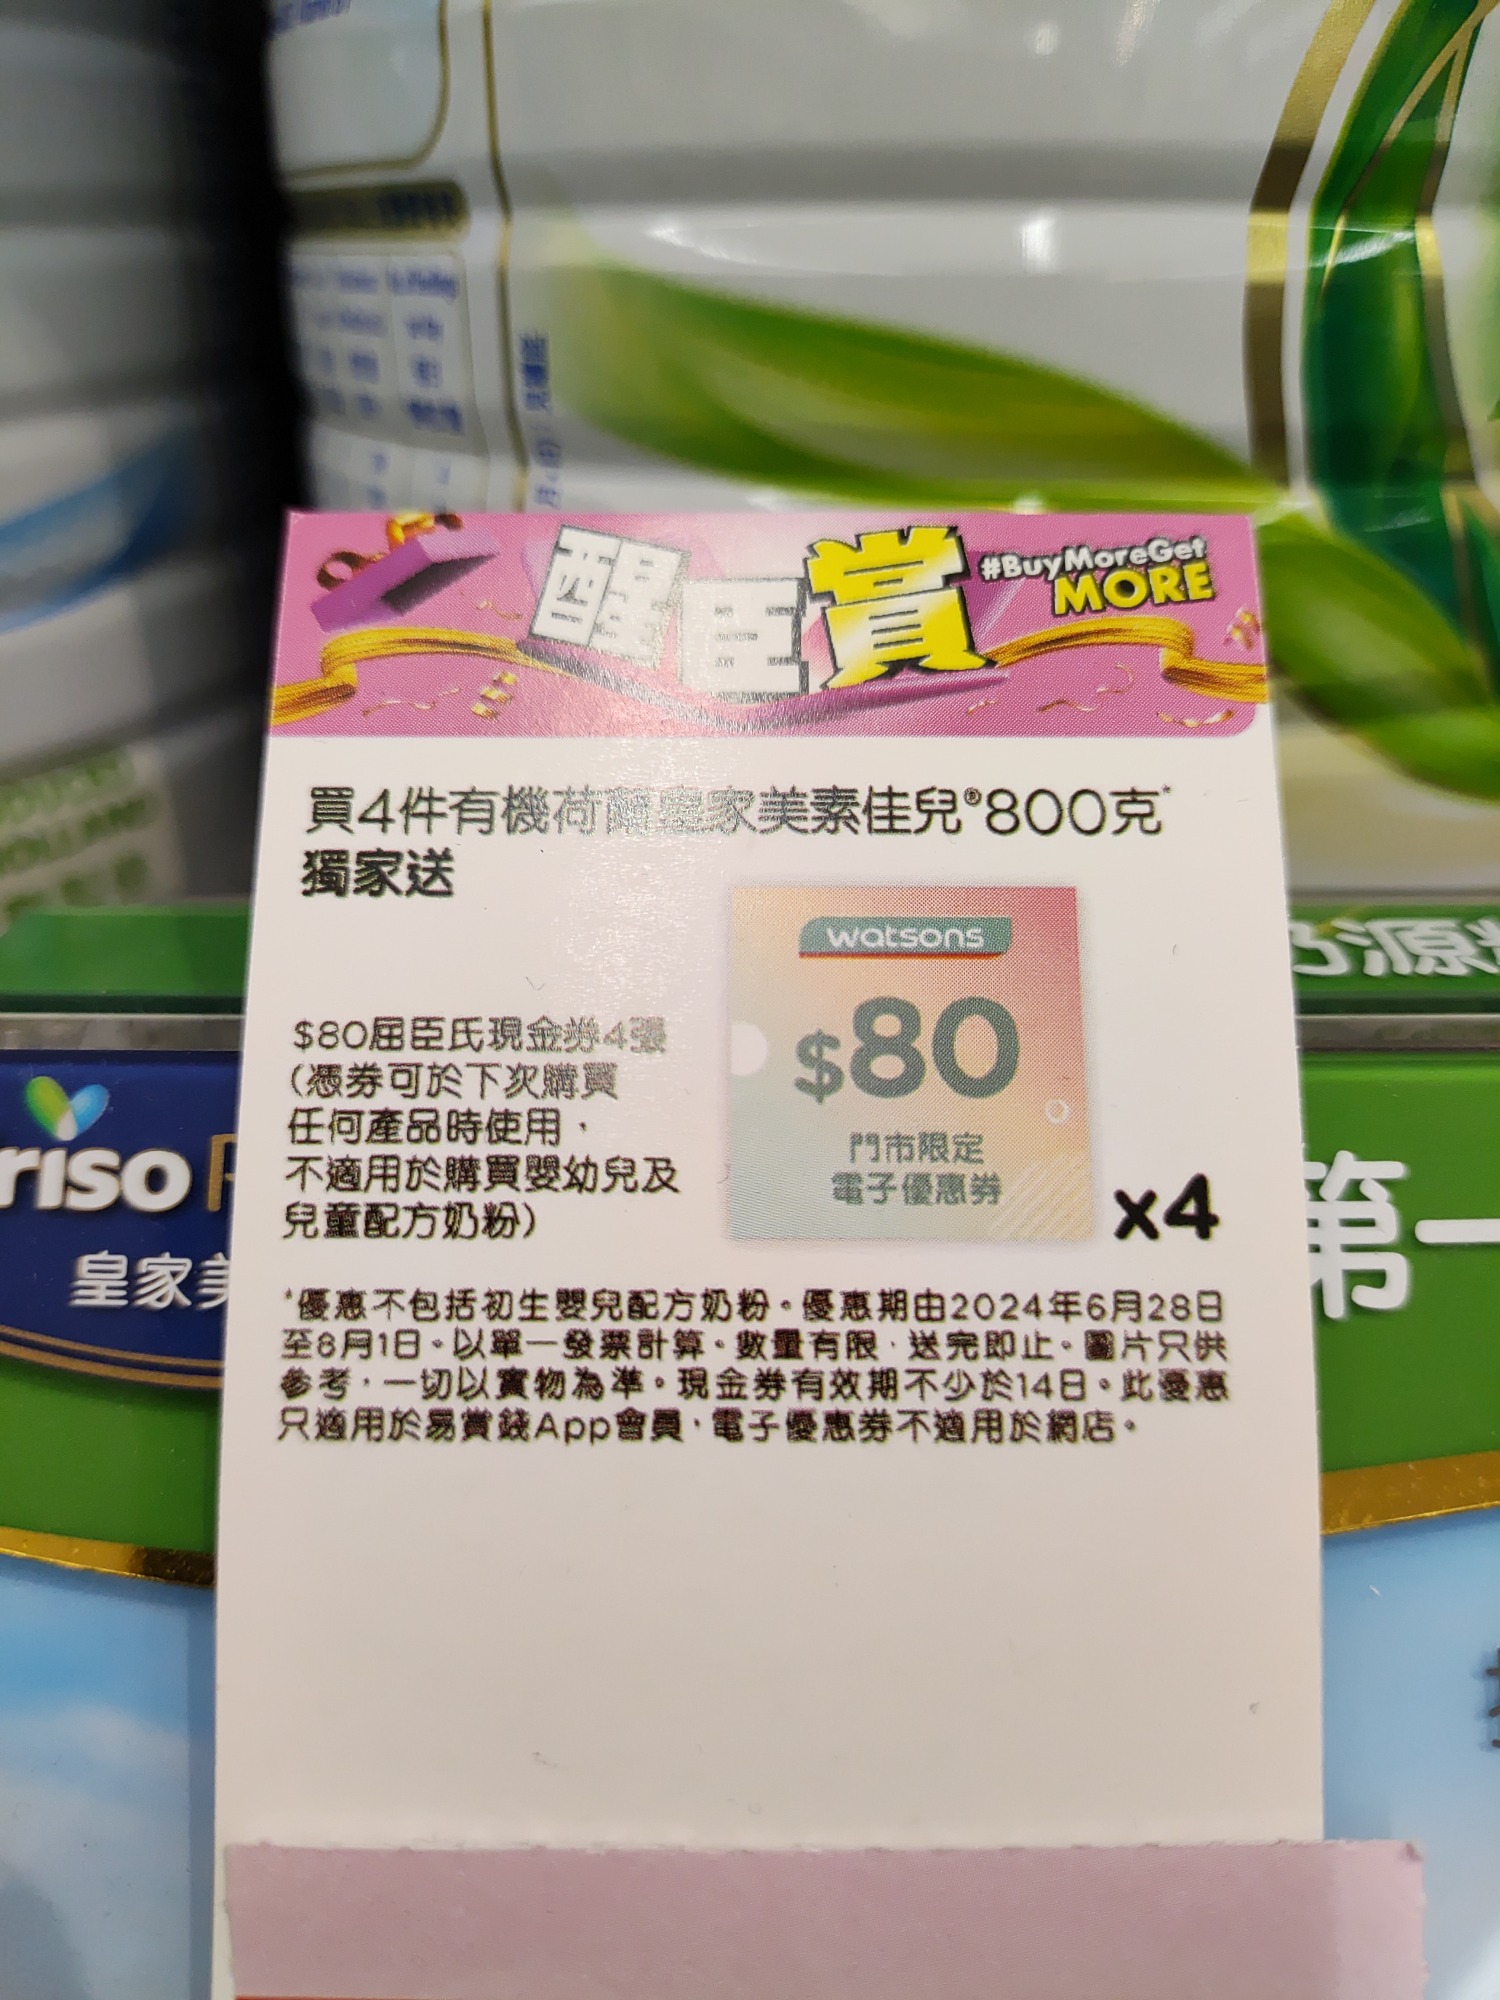 醒臣賞
#BuyMoreGet
MORE
買4件有機荷蘭皇家美素佳兒®800克*
獨家送
watsons
$80
門市限定
電子優惠券
x4
$80屈臣氏現金券4張
(憑券可於下次購買
任何產品時使用，
不適用於購買嬰幼兒及
兒童配方奶粉)
*優惠不包括初生嬰兒配方奶粉。優惠期由2024年6月28日
至8月1日。以單一發票計算。數量有限，送完即止。圖片只供
參考，一切以實物為準。現金券有效期不少於14日。此優惠
只適用於易賞錢App會員，電子優惠券不適用於網店。
riso
皇家美
源
第一